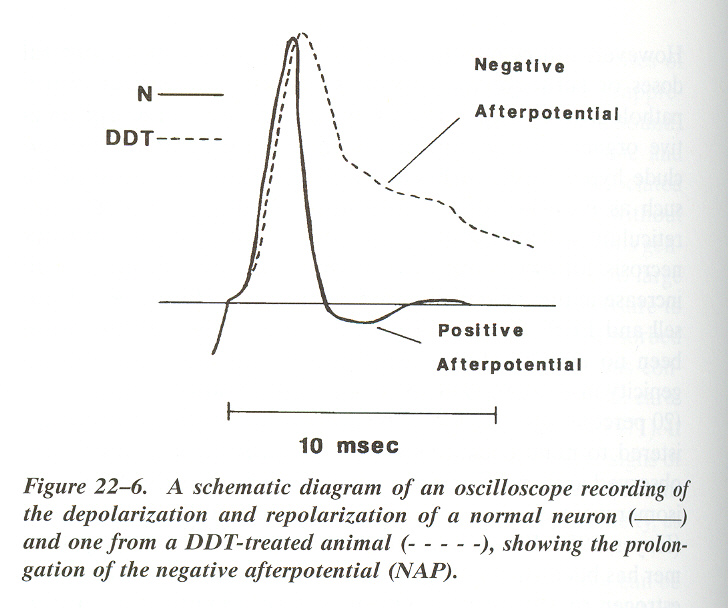 Negative
N
Afterpotential
DDT
Positive
Afterpotential
10 msec
Figure 22–6. A schematic diagram of an oscilloscope recording of
the depolarization and repolarization of a normal neuron (——)
and one from a DDT-treated animal (- - - - -), showing the prolon-
gation of the negative afterpotential (NAP).